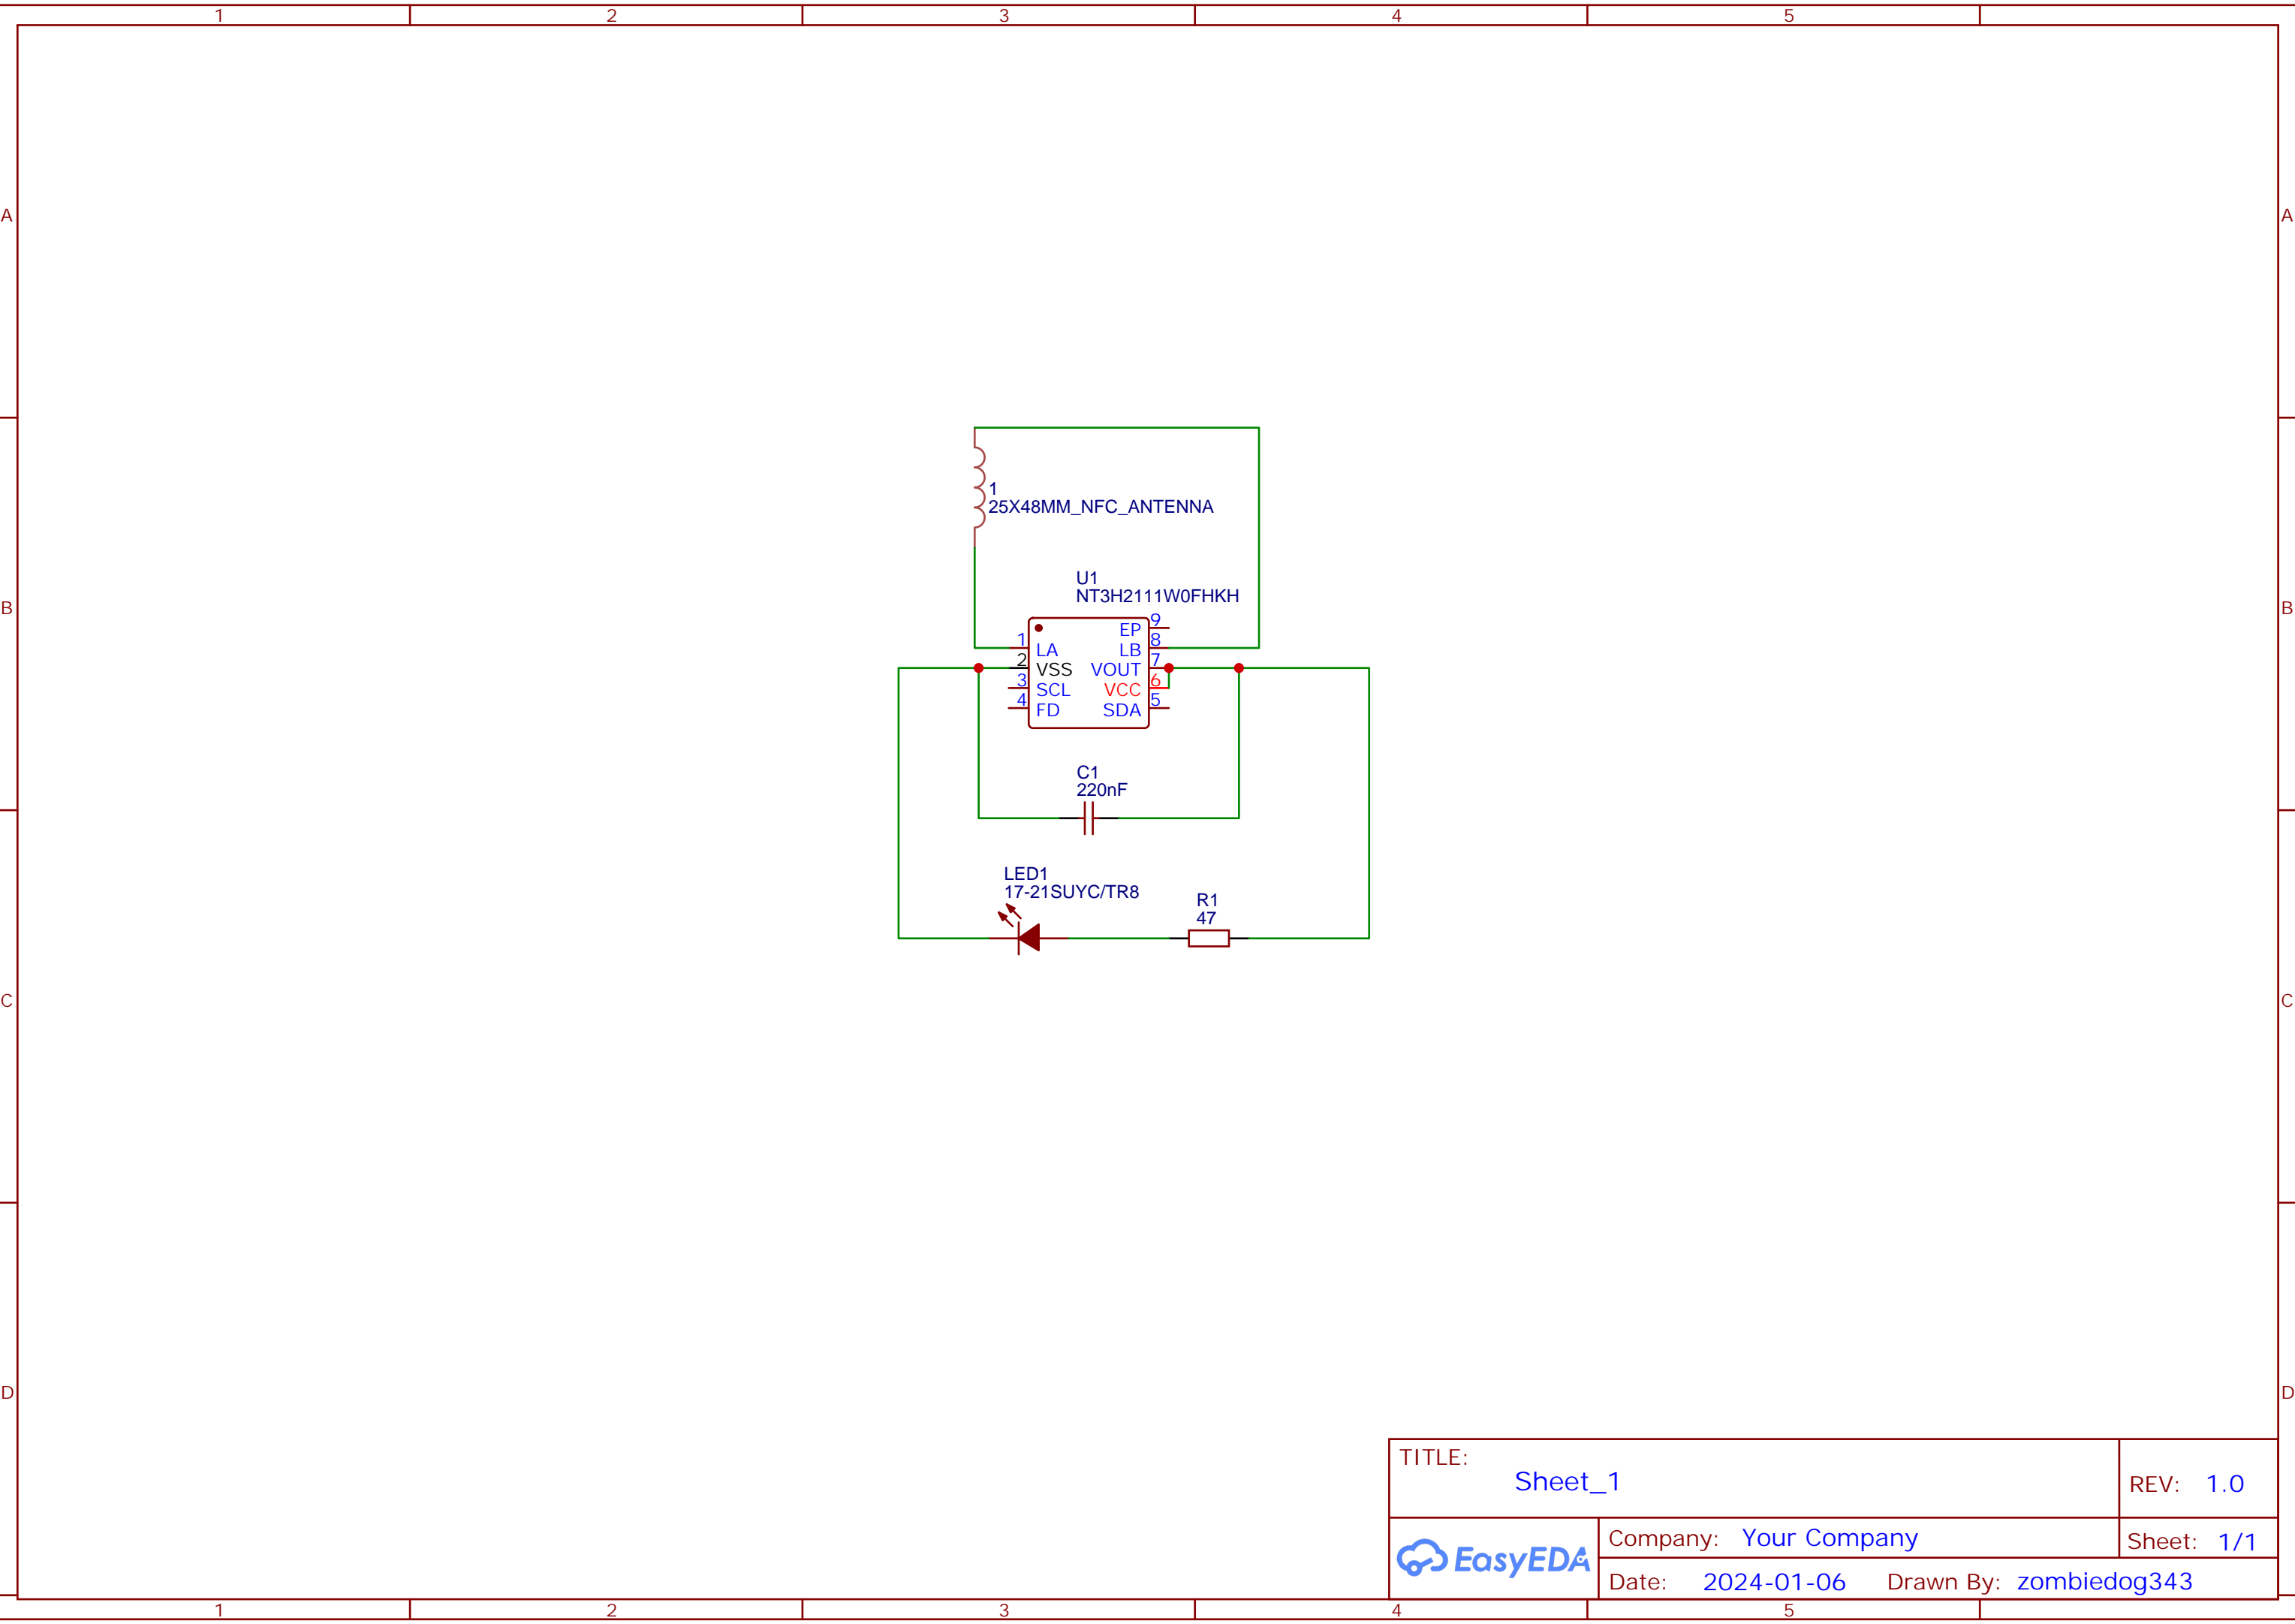 1 2 3 4 5
A A
1
25X48MM_NFC_ANTENNA
B B
U1
NT3H2111W0FHKH
EP 9
1 LA LB 8
2 VSS VOUT 7
3 SCL VCC 6
4 FD SDA 5
C1
220nF
LED1
17-21SUYC/TR8
R1
47
C C
D D
TITLE:
Sheet_1
REV: 1.0
EasyEDA
Company: Your Company
Sheet: 1/1
Date: 2024-01-06 Drawn By: zombiedog343
1 2 3 4 5